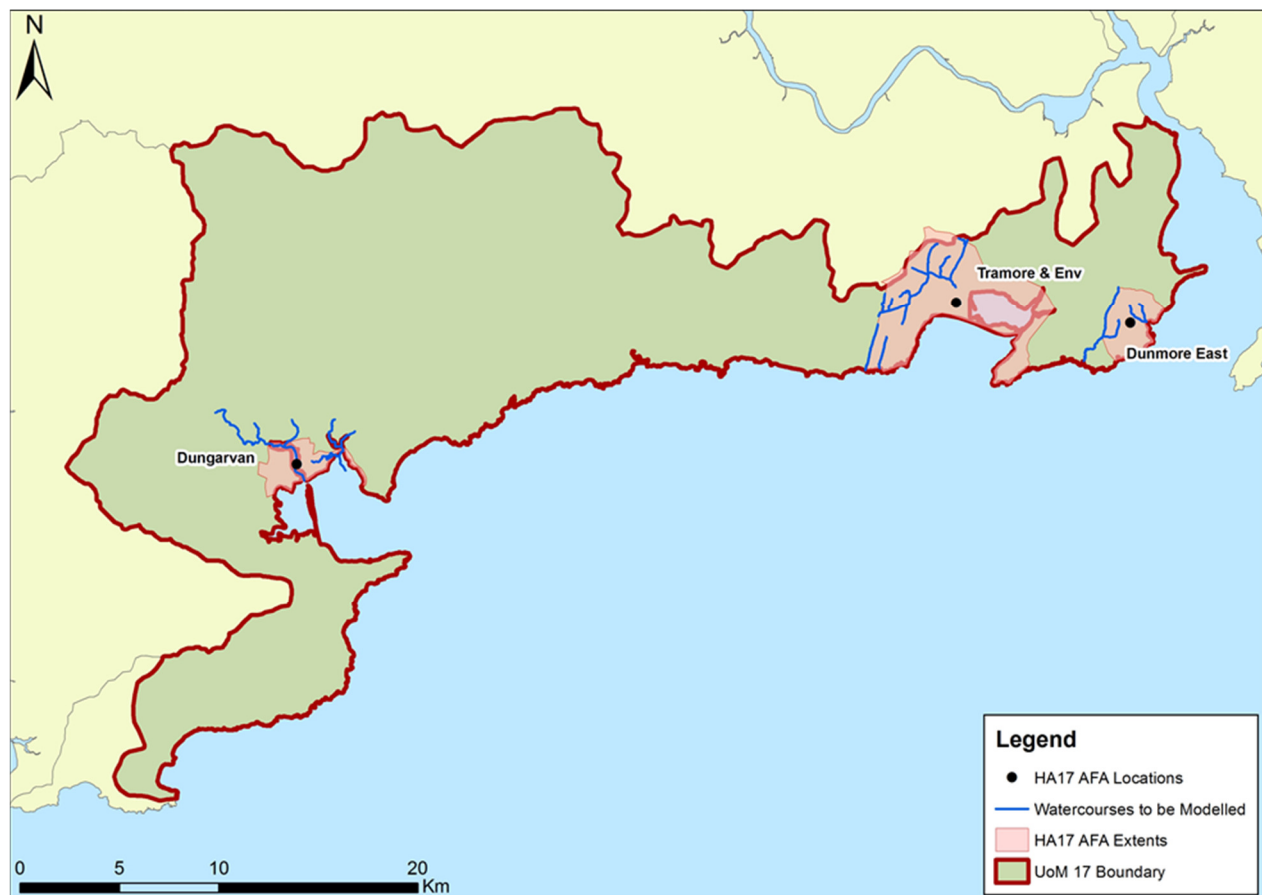 N
Tramore & Env
Dunmore East
Dungarvan
Legend
HA17 AFA Locations
Watercourses to be Modelled
HA17 AFA Extents
UoM 17 Boundary
0 5 10 20
Km